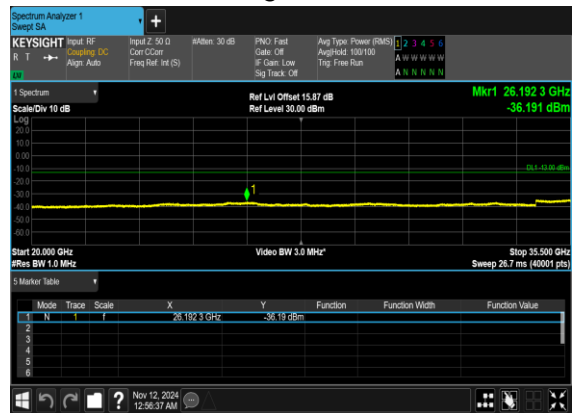 Spectrum Analyzer 1
Swept SA
+
KEYSIGHT Input: RF Input Z: 50 Ω #Atten: 30 dB PNO: Fast Avg Type: Power (RMS) 1 2 3 4 5 6
R T Coupling: DC Corr CCorr Gate: Off Avg|Hold: 100/100 A W W W W W
Align: Auto Freq Ref: Int (S) IF Gain: Low Trig: Free Run
Sig Track: Off A N N N N N
LW
1 Spectrum Ref Lvl Offset 15.87 dB Mkr1 26.192 3 GHz
Scale/Div 10 dB Ref Level 30.00 dBm -36.191 dBm
Log
20.0
10.0
0.00
-10.0 DL1 -13.00 dBm
-20.0
-30.0 1
-40.0
-50.0
-60.0
Start 20.000 GHz Video BW 3.0 MHz* Stop 35.500 GHz
#Res BW 1.0 MHz Sweep 26.7 ms (40001 pts)
5 Marker Table
Mode Trace Scale X Y Function Function Width Function Value
1 N 1 f 26.192 3 GHz -36.19 dBm
2
3
4
5
6
? Nov 12, 2024
12:56:37 AM